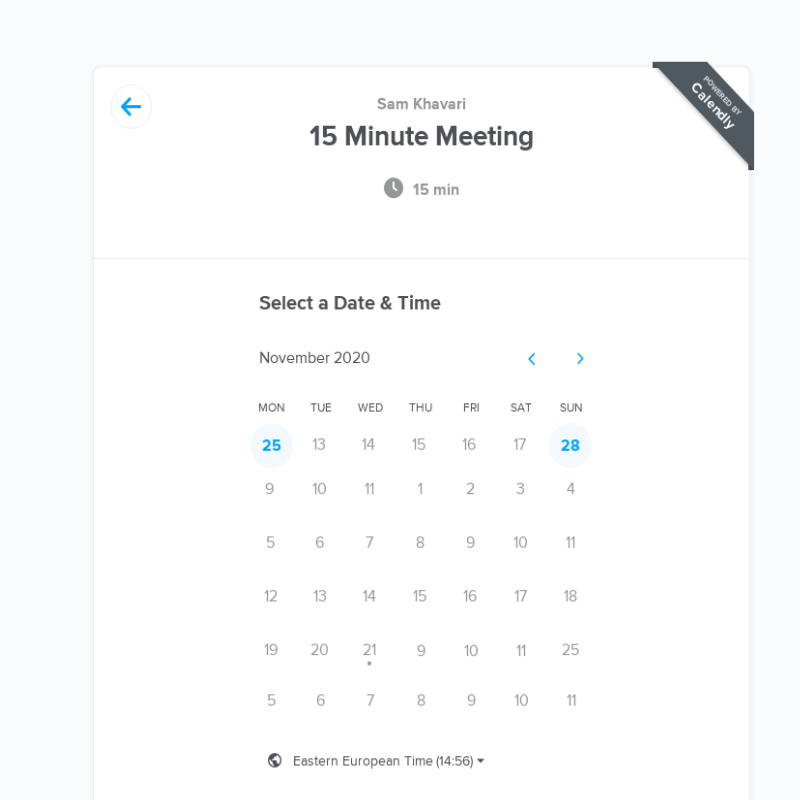 Sam Khavari
15 Minute Meeting
POWERED BY
Calendly
15 min
Select a Date & Time
November 2020
MON TUE WED THU FRI SAT SUN
25 13 14 15 16 17 28
9 10 11 1 2 3 4
5 6 7 8 9 10 11
12 13 14 15 16 17 18
19 20 21 9 10 11 25
5 6 7 8 9 10 11
Eastern European Time (14:56)